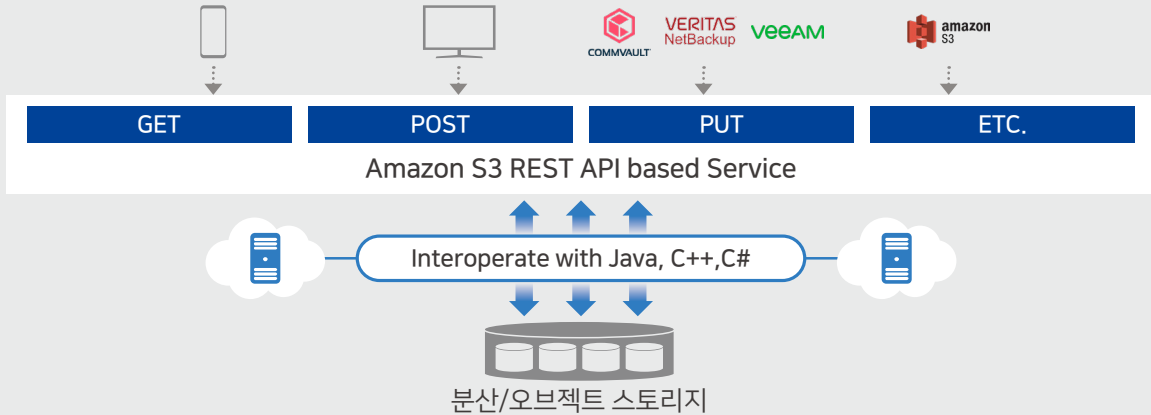 COMMVAULT
VERITAS
NetBackup
veeam
amazon
S3
GET
POST
PUT
ETC.
Amazon S3 REST API based Service
Interoperate with Java, C++,C#
분산/오브젝트 스토리지